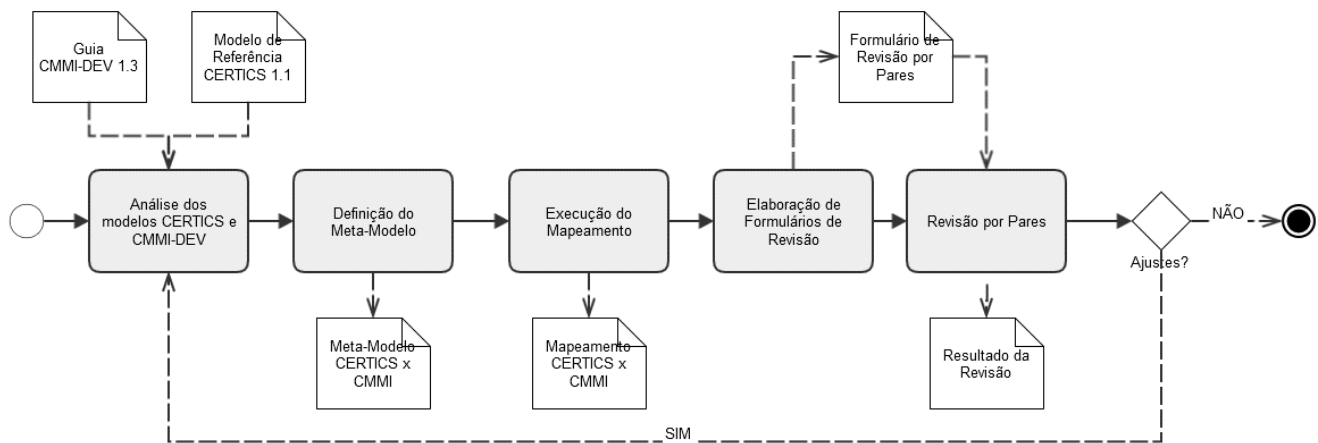 Guia
CMMI-DEV 1.3
Modelo de
Referência
CERTICS 1.1
Formulário de
Revisão por
Pares
Análise dos
modelos CERTICS e
CMMI-DEV
Definição do
Meta-Modelo
Execução do
Mapeamento
Elaboração de
Formulários de
Revisão
Revisão por Pares
NÃO
Ajustes?
Meta-Modelo
CERTICS x
CMMI
Mapeamento
CERTICS x
CMMI
Resultado da
Revisão
SIM